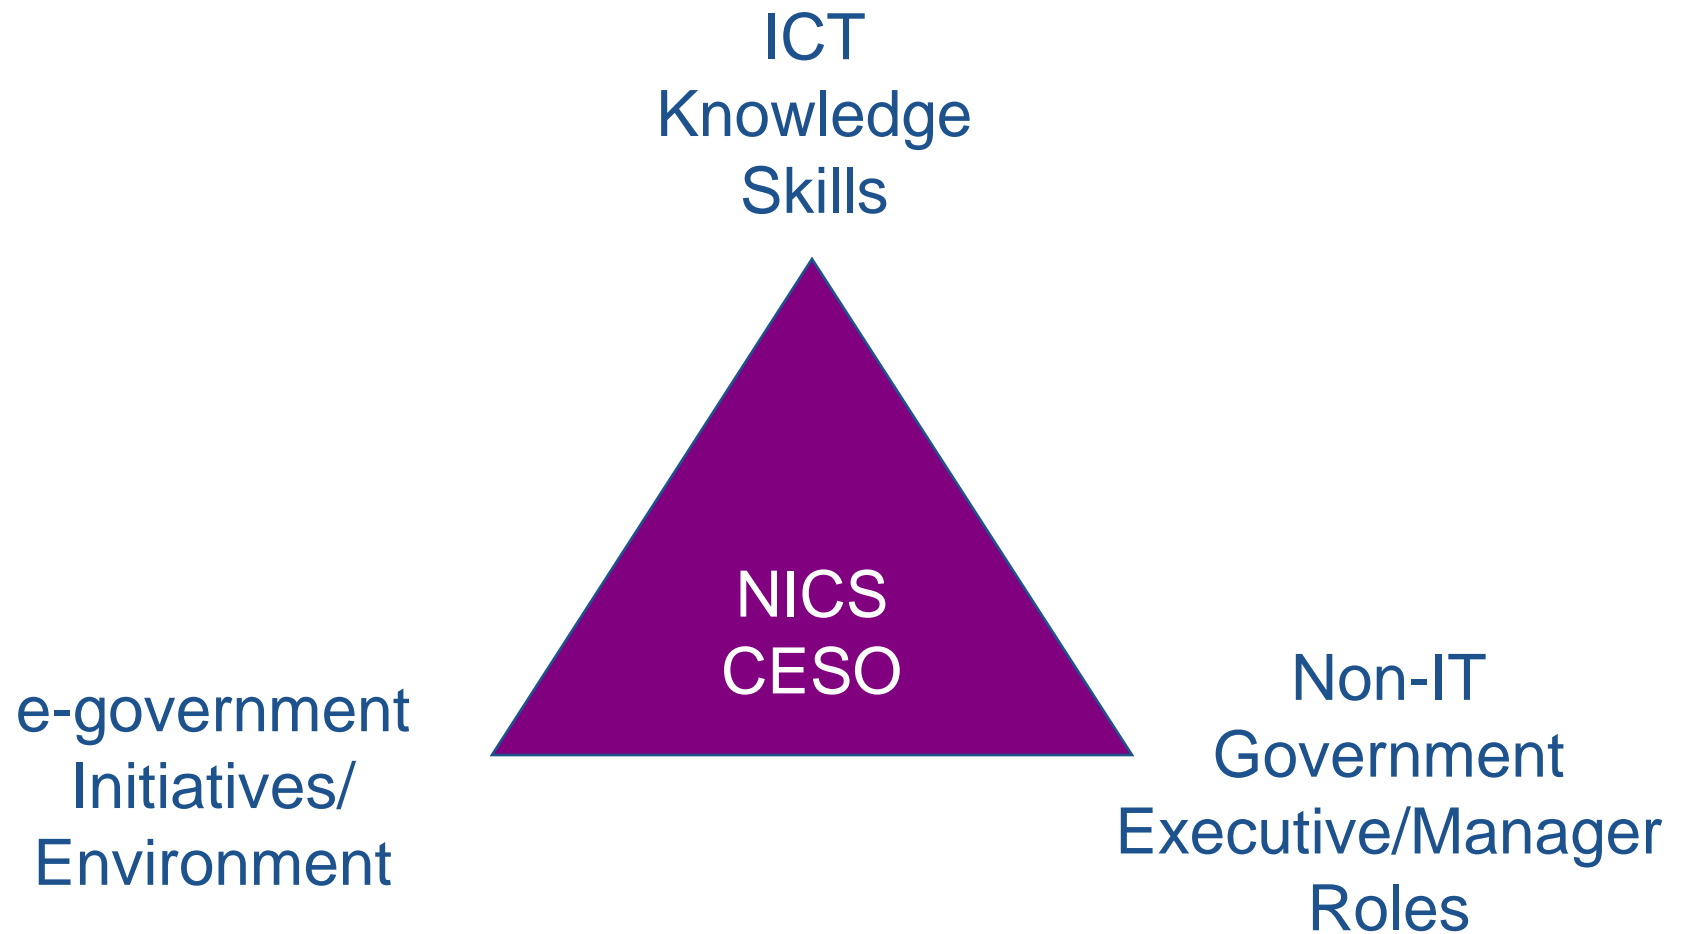 ICT
Knowledge
Skills
NICS
CESO
e-government
Initiatives/
Environment
Non-IT
Government
Executive/Manager
Roles